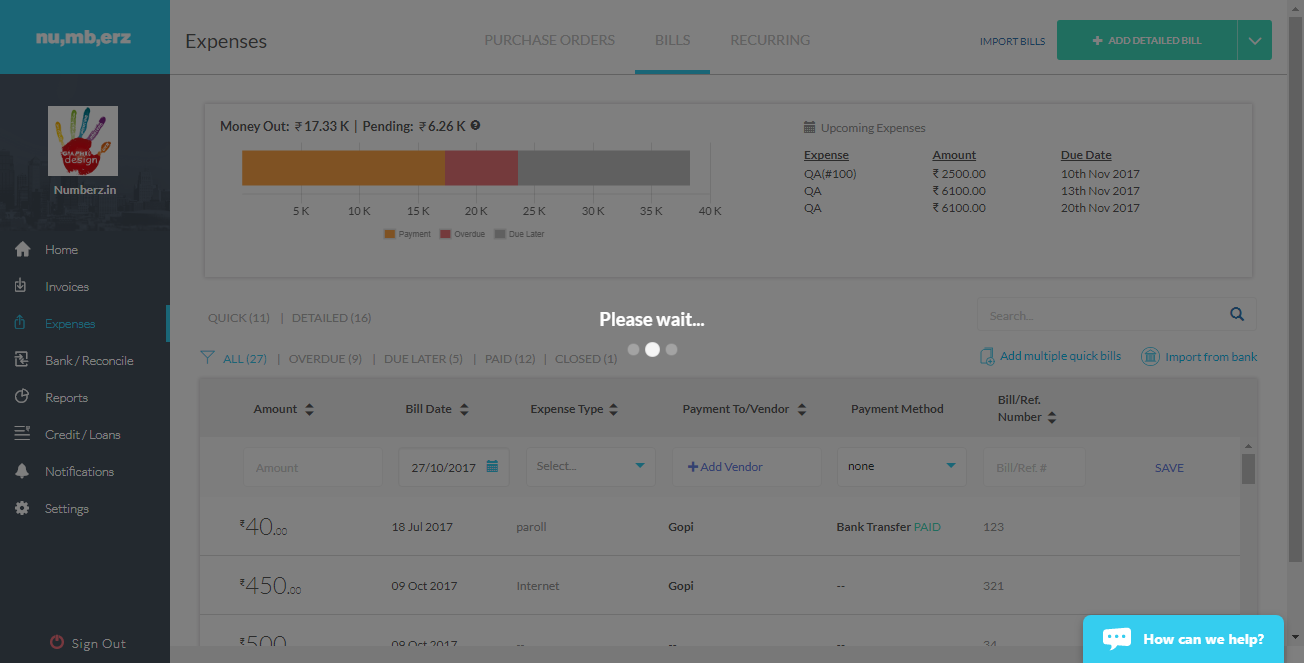 nu,mb,erz
Expenses
PURCHASE ORDERS BILLS RECURRING
IMPORT BILLS
+ ADD DETAILED BILL
GRAPHIC
design
Numberz.in
Home
Invoices
Expenses
Bank / Reconcile
Reports
Credit / Loans
Notifications
Settings
Sign Out
Money Out: ₹ 17.33 K | Pending: ₹ 6.26 K ?
5 K 10 K 15 K 20 K 25 K 30 K 35 K 40 K
Payment Overdue Due Later
Upcoming Expenses
Expense Amount Due Date
QA(#100) ₹ 2500.00 10th Nov 2017
QA ₹ 6100.00 13th Nov 2017
QA ₹ 6100.00 20th Nov 2017
QUICK (11) | DETAILED (16)
Please wait...
Search...
ALL (27) | OVERDUE (9) | DUE LATER (5) | PAID (12) | CLOSED (1)
Add multiple quick bills
Import from bank
Amount Bill Date Expense Type Payment To/Vendor Payment Method Bill/Ref. Number
Amount 27/10/2017 Select... + Add Vendor none Bill/Ref. # SAVE
₹40.00 18 Jul 2017 paroll Gopi Bank Transfer PAID 123
₹450.00 09 Oct 2017 Internet Gopi -- 321
₹500 09 Oct 2017 -- -- 34
How can we help?